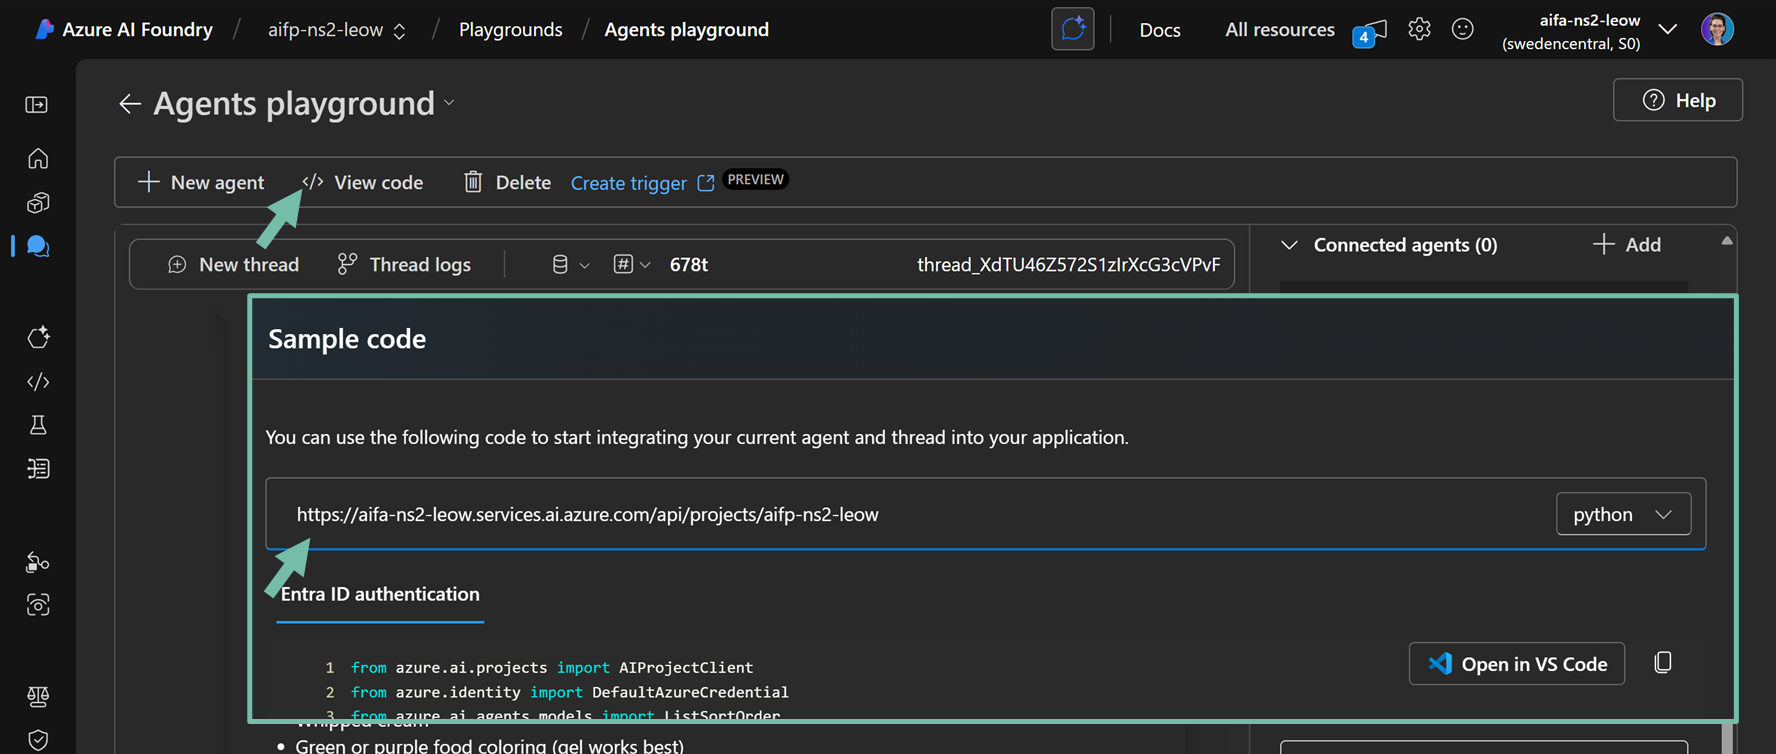 Azure AI Foundry / aifp-ns2-leow / Playgrounds / Agents playground
Docs
All resources
4
aifa-ns2-leow
(swedencentral, S0)
Agents playground
Help
New agent
View code
Delete
Create trigger
PREVIEW
New thread
Thread logs
678t
thread_XdTU46Z572S1zIrXcG3cVPvF
Connected agents (0)
Add
Sample code
You can use the following code to start integrating your current agent and thread into your application.
https://aifa-ns2-leow.services.ai.azure.com/api/projects/aifp-ns2-leow
python
Entra ID authentication
1 from azure.ai.projects import AIProjectClient
2 from azure.identity import DefaultAzureCredential
3 from azure.ai.agents.models import ListSortOrder
Open in VS Code
Whipped cream
• Green or purple food coloring (gel works best)